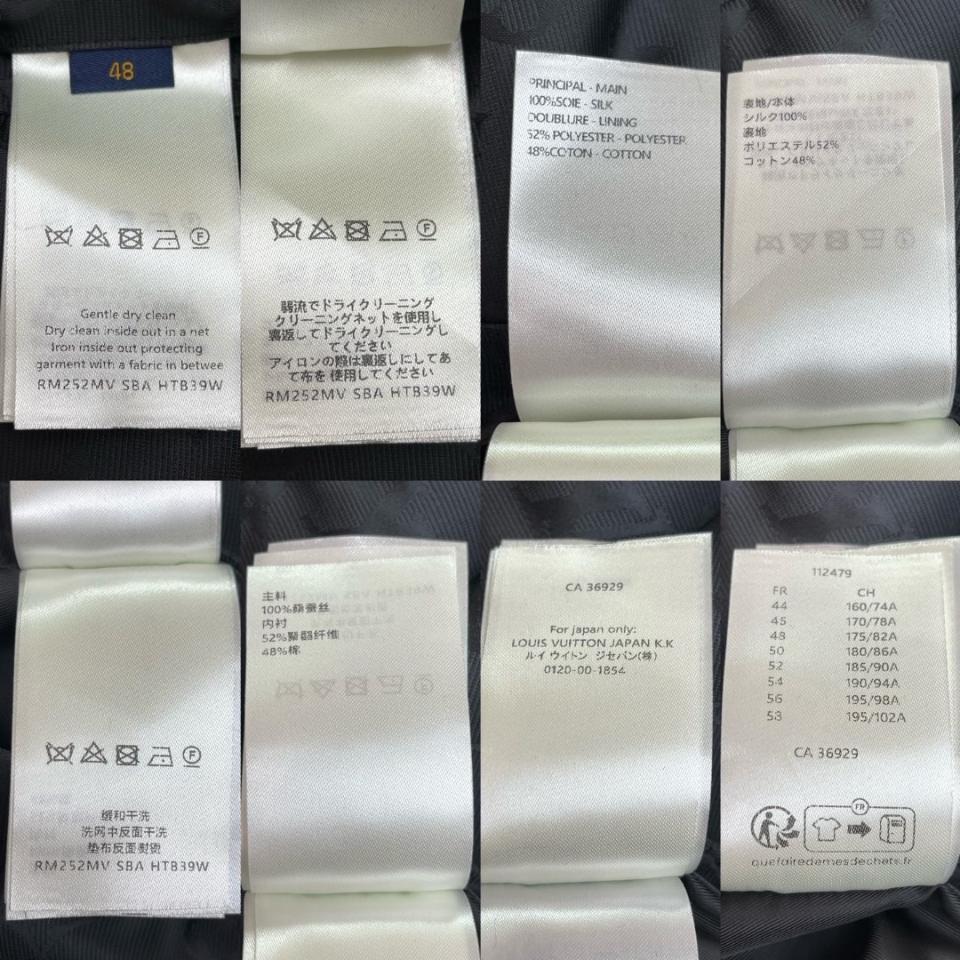 48
Gentle dry clean
Dry clean inside out in a net
Iron inside out protecting
garment with a fabric in betwee
RM252MV SBA HTB39W
弱流でドライクリーニング
クリーニングネットを使用し
裏返してドライクリーニングし
てください
アイロンの際は裏返しにしてあ
て布を使用してください
RM252MV SBA HTB39W
PRINCIPAL - MAIN
100%SOIE - SILK
DOUBLURE - LINING
52% POLYESTER - POLYESTER
48%COTON - COTTON
表地/本体
シルク100%
裏地
ポリエステル52%
コットン48%
F
F
F
缓和干洗
洗网中反面干洗
垫布反面熨烫
RM252MV SBA HTB39W
主料
100%桑蚕丝
内衬
52%聚酯纤维
48%棉
CA 36929
For japan only:
LOUIS VUITTON JAPAN K.K
ルイ ウイトン ジャパン(株)
0120-00-1854
112479
FR CH
44 160/74A
46 170/78A
48 175/82A
50 180/86A
52 185/90A
54 190/94A
56 195/98A
58 195/102A
CA 36929
FR
quefairedemesdechets.fr